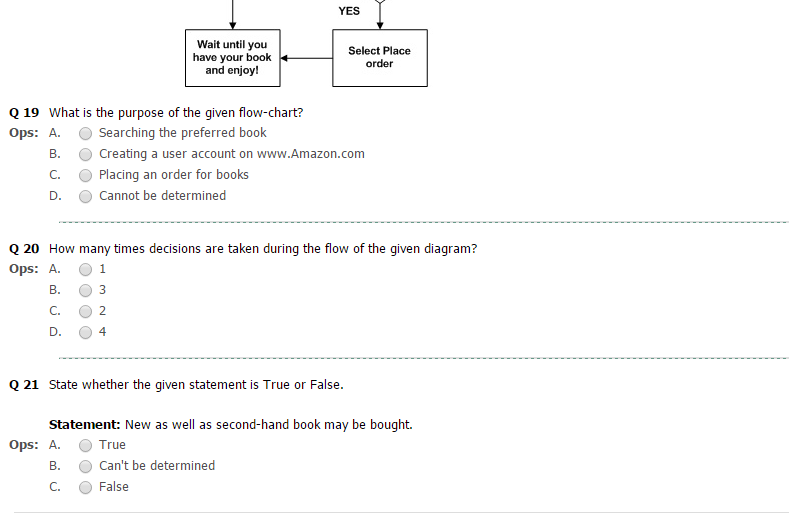 YES
Wait until you
have your book
and enjoy!
Select Place
order
Q 19 What is the purpose of the given flow-chart?
Ops: A. Searching the preferred book
B. Creating a user account on www.Amazon.com
C. Placing an order for books
D. Cannot be determined
Q 20 How many times decisions are taken during the flow of the given diagram?
Ops: A. 1
B. 3
C. 2
D. 4
Q 21 State whether the given statement is True or False.
Statement: New as well as second-hand book may be bought.
Ops: A. True
B. Can't be determined
C. False